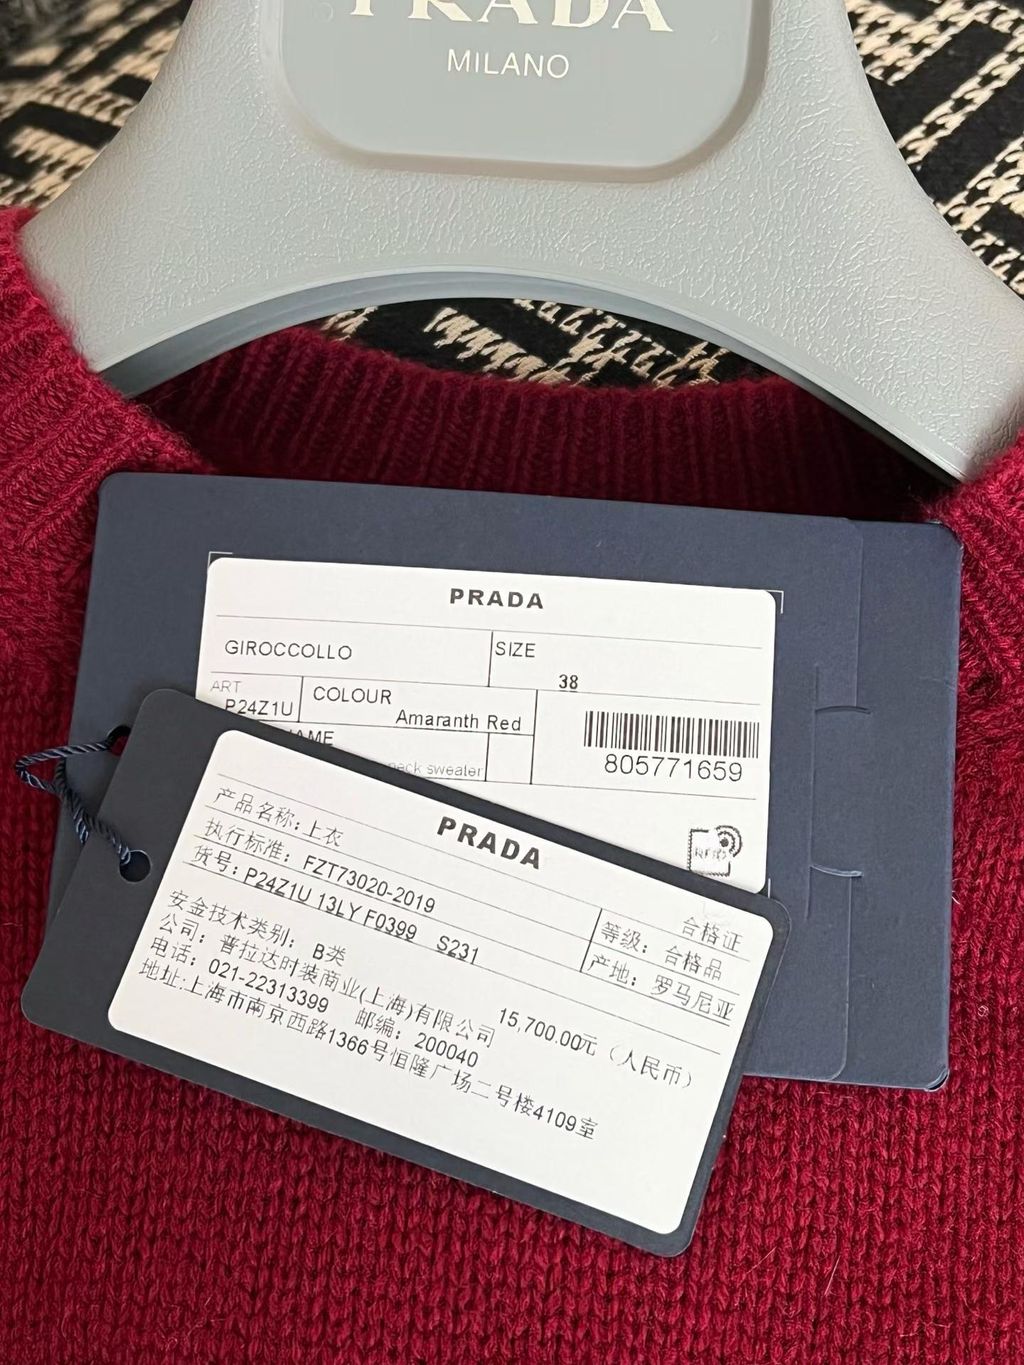 PRADA
MILANO
PRADA
GIROCCOLLO
SIZE
38
ART
P24Z1U
COLOUR
Amaranth Red
NAME
neck sweater
805771659
RFID
PRADA
产品名称:上衣
执行标准: FZT73020-2019
货号: P24Z1U 13LY F0399 S231
合格证
等级: 合格品
产地: 罗马尼亚
安金技术类别: B类
公司: 普拉达时装商业(上海)有限公司
15,700.00元 (人民币)
电话: 021-22313399 邮编: 200040
地址:上海市南京西路1366号恒隆广场二号楼4109室